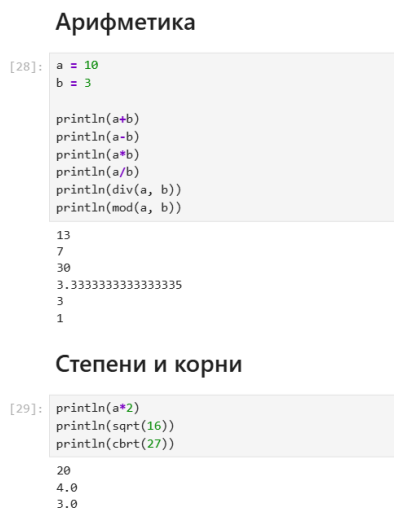 Арифметика
[28]: a = 10
b = 3
println(a+b)
println(a-b)
println(a*b)
println(a/b)
println(div(a, b))
println(mod(a, b))
13
7
30
3.3333333333333335
3
1
Степени и корни
[29]: println(a*2)
println(sqrt(16))
println(cbrt(27))
20
4.0
3.0